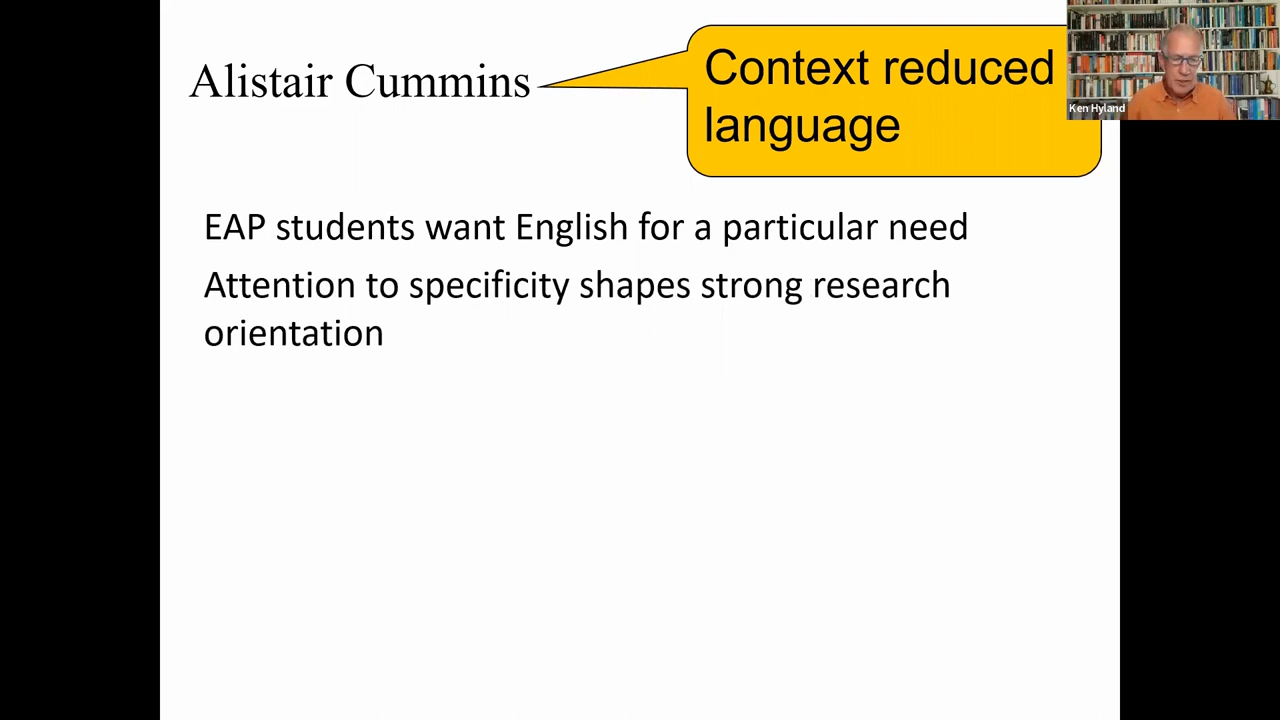 Alistair Cummins
Context reduced
language
Ken Hyland
EAP students want English for a particular need
Attention to specificity shapes strong research
orientation